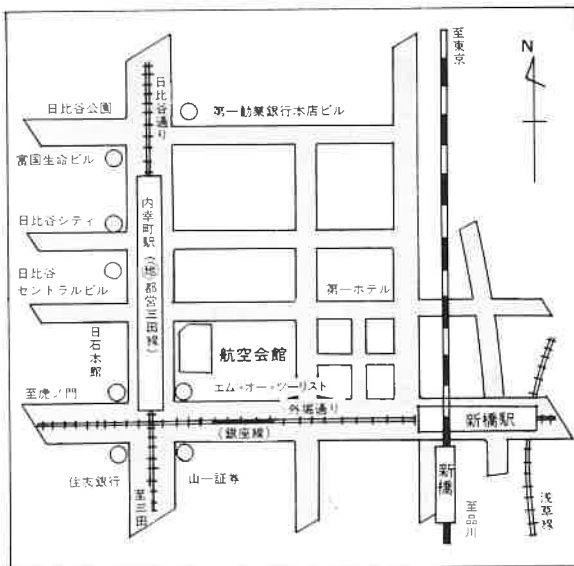 至東京
N
日比谷通り
日比谷公園
第一勧業銀行本店ビル
富国生命ビル
内幸町駅(地都営三田線)
日比谷シティ
日比谷
セントラルビル
第一ホテル
日石本館
航空会館
至虎ノ門
エム・オー・ツーリスト
外堀通り
(銀座線)
新橋駅
住友銀行
山一証券
至三田
新橋
至品川
浅草線